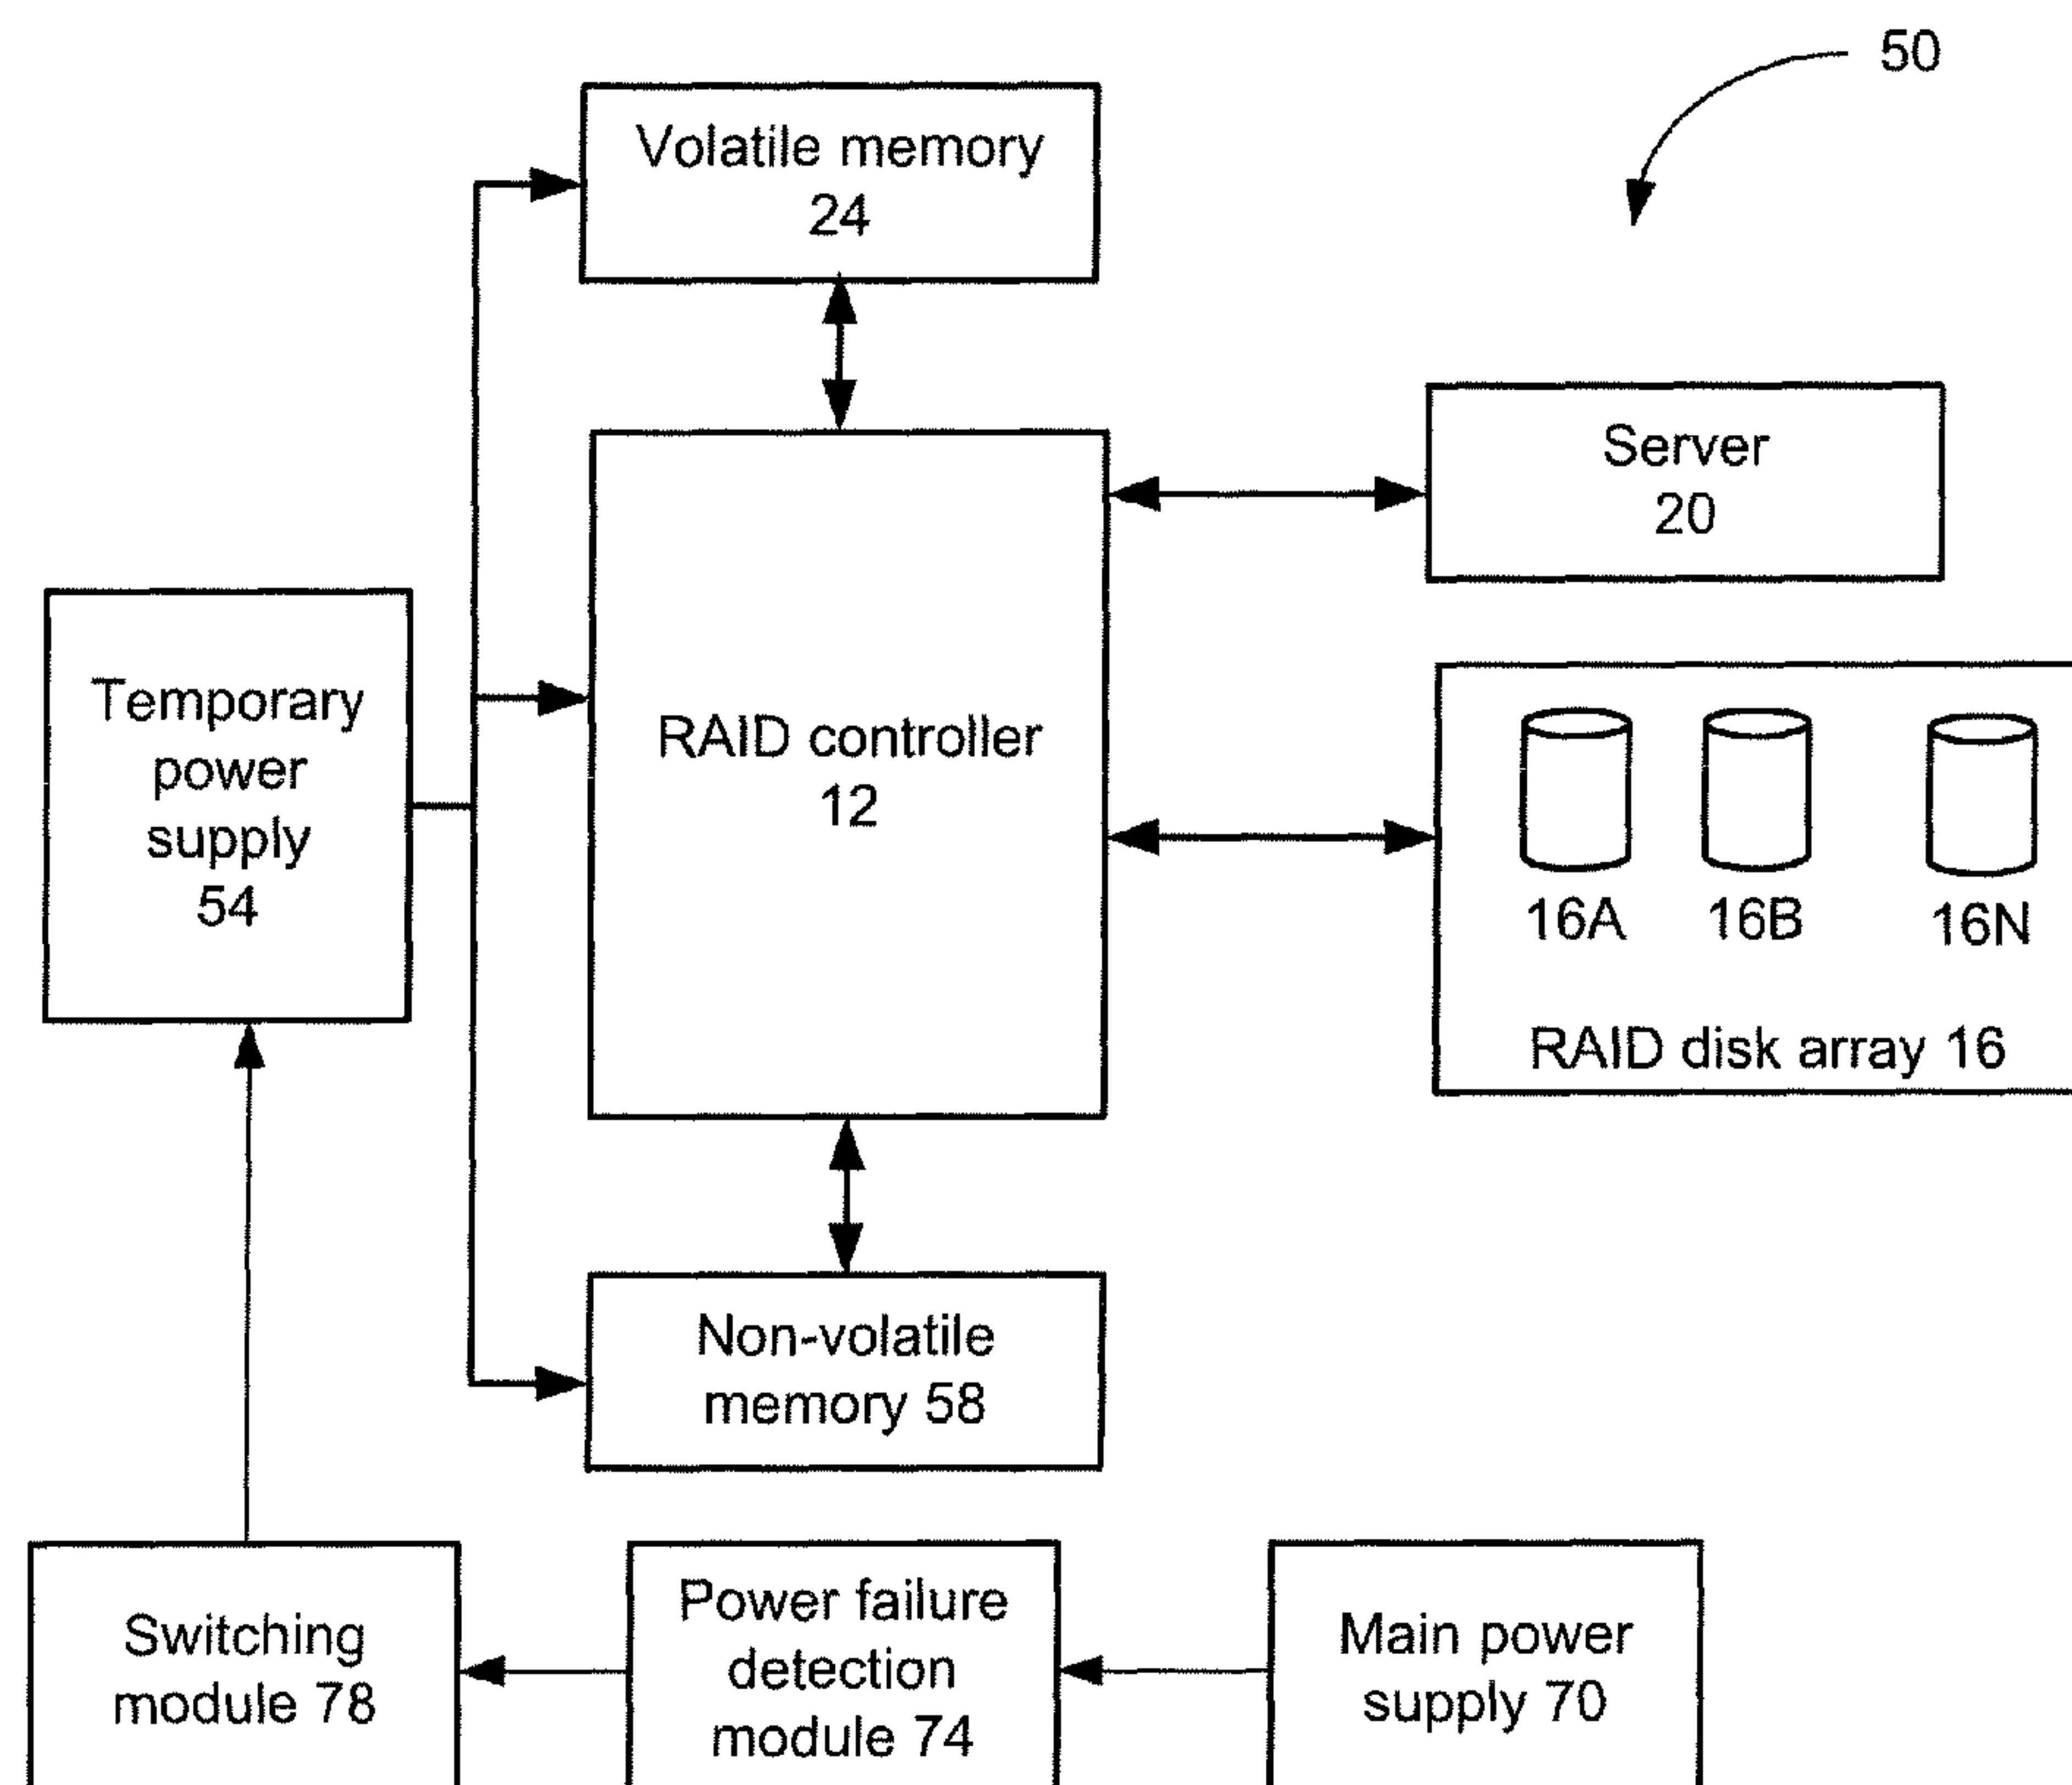 50
Volatile memory
24
Server
20
Temporary
power
supply
54
RAID controller
12
16A
16B
16N
RAID disk array 16
Non-volatile
memory 58
Switching
module 78
Power failure
detection
module 74
Main power
supply 70